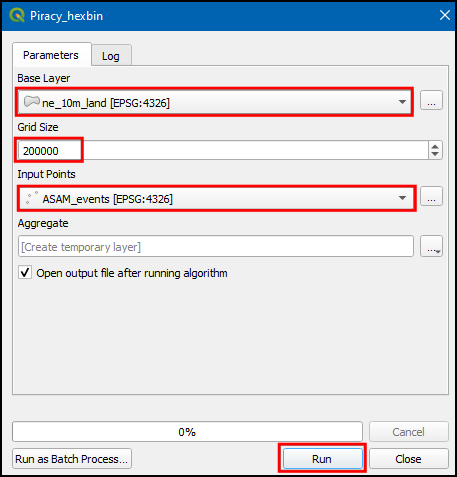 Piracy_hexbin
Parameters
Log
Base Layer
ne_10m_land [EPSG:4326]
...
Grid Size
200000
Input Points
ASAM_events [EPSG:4326]
...
Aggregate
[Create temporary layer]
...
Open output file after running algorithm
0%
Cancel
Run as Batch Process...
Run
Close